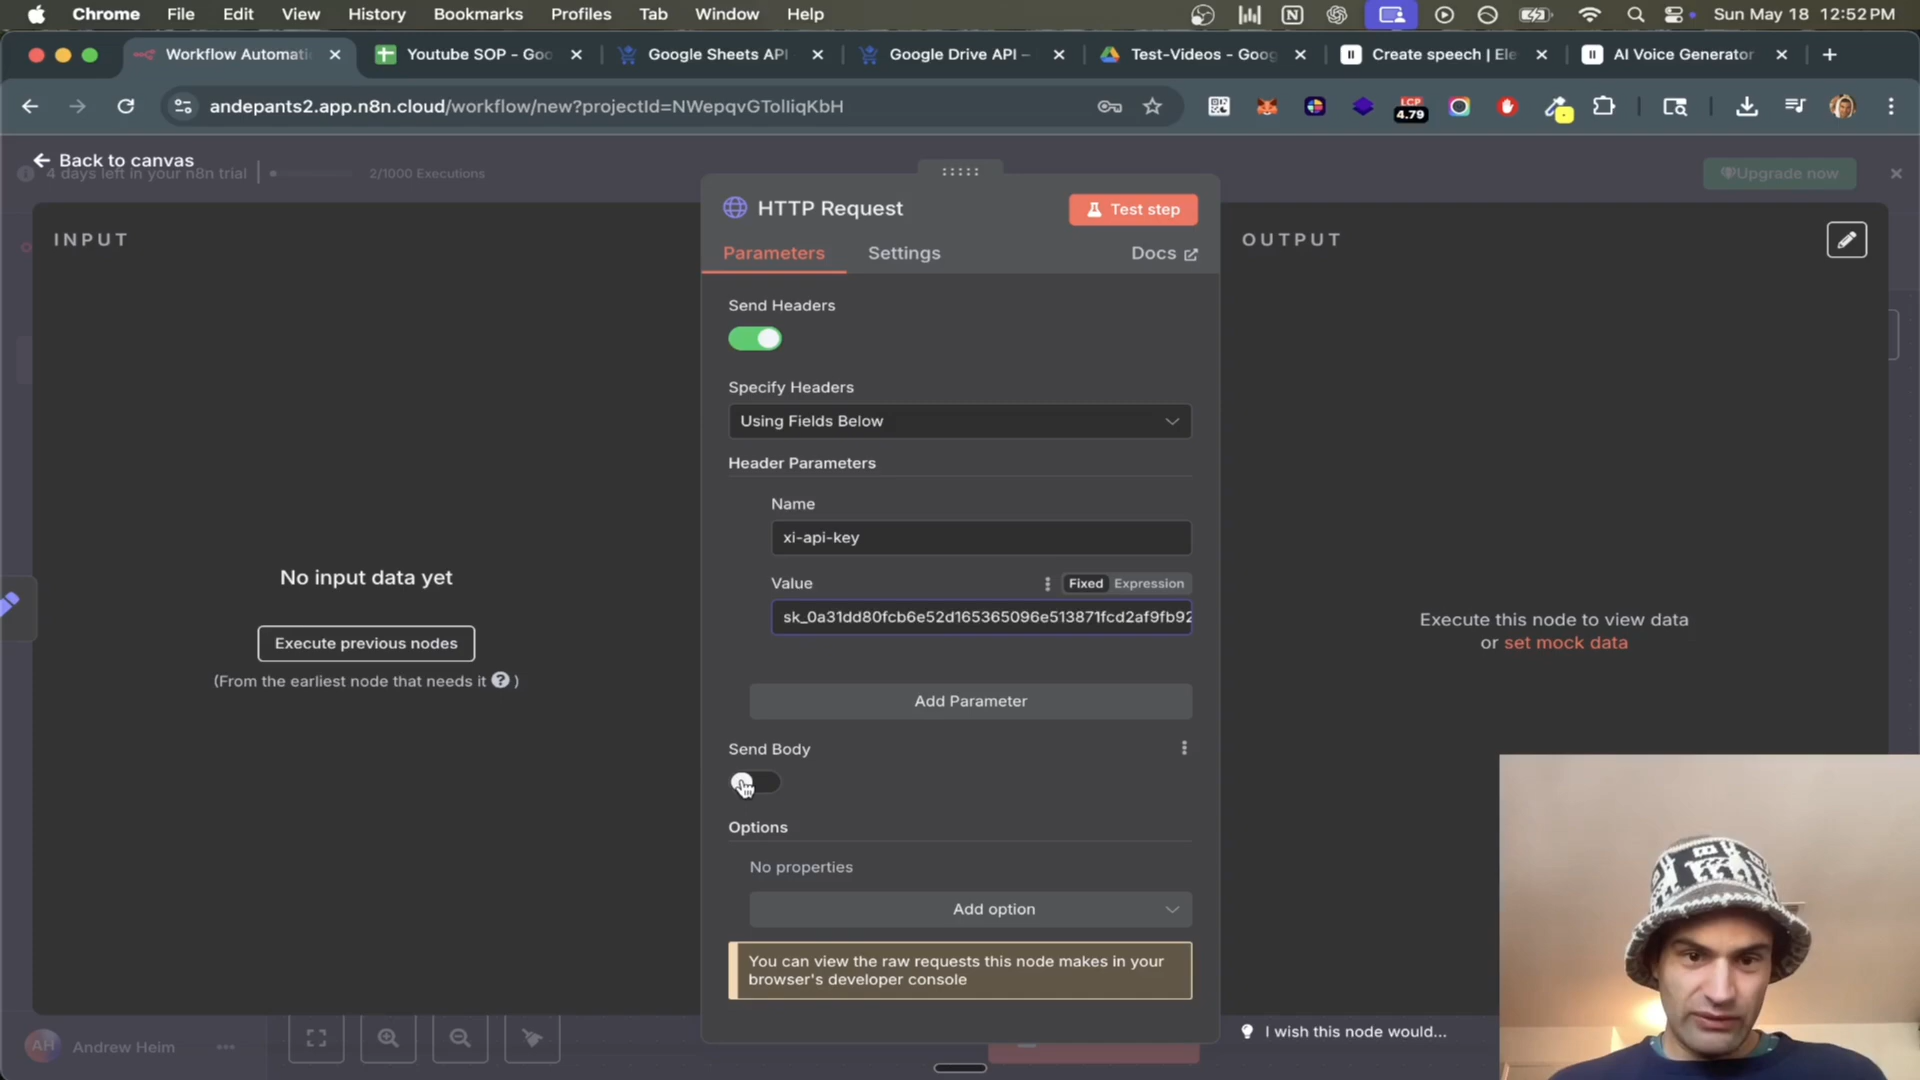 Chrome File Edit View History Bookmarks Profiles Tab Window Help Sun May 18 12:52 PM
Workflow Automati Youtube SOP - Goo Google Sheets API Google Drive API – Test-Videos - Goog Create speech | Ele AI Voice Generator
andepants2.app.n8n.cloud/workflow/new?projectId=NWepqvGTolIiqKbH LCP 4.79
Back to canvas
4 days left in your n8n trial 2/1000 Executions Upgrade now
INPUT
No input data yet
Execute previous nodes
(From the earliest node that needs it ? )
HTTP Request Test step
Parameters Settings Docs
Send Headers
Specify Headers
Using Fields Below
Header Parameters
Name
xi-api-key
Value Fixed Expression
sk_0a31dd80fcb6e52d165365096e513871fcd2af9fb92
Add Parameter
Send Body
Options
No properties
Add option
You can view the raw requests this node makes in your
browser's developer console
OUTPUT
Execute this node to view data
or set mock data
I wish this node would...
AH Andrew Heim